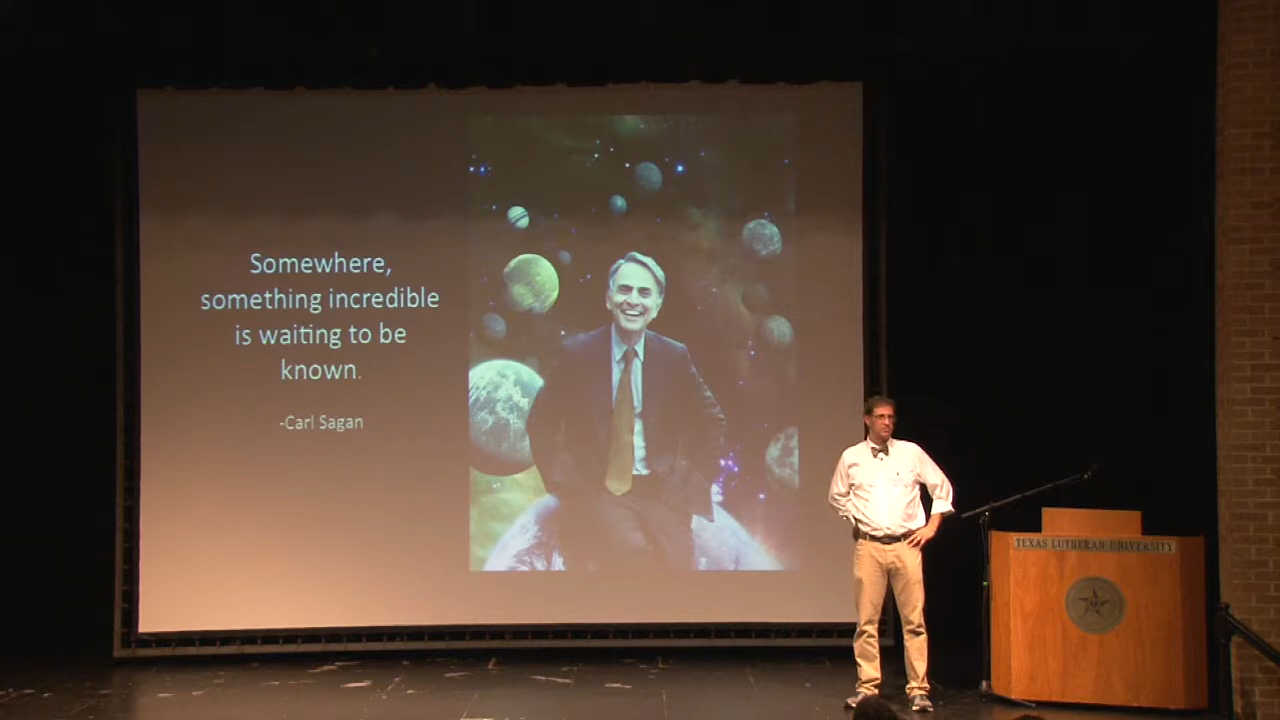 Somewhere,
something incredible
is waiting to be
known.
-Carl Sagan
TEXAS LUTHERAN UNIVERSITY